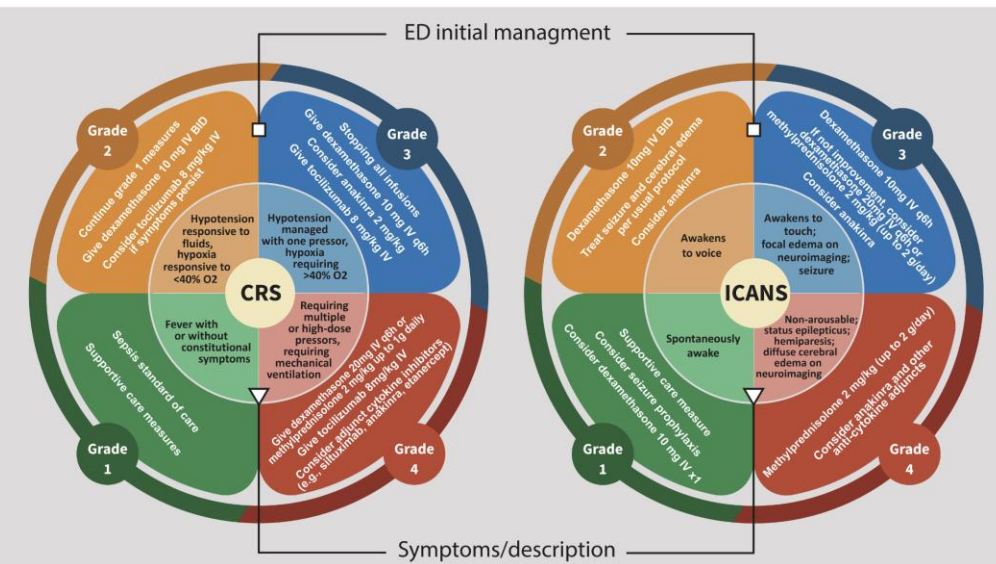 ED initial managment
Grade
2
Continue grade 1 measures
Give dexamethasone 10 mg IV BID
Consider tocilizumab 8 mg/kg IV
if symptoms persist
Grade
3
Stopping all infusions
Give dexamethasone 10 mg IV q6h
Consider anakinra 2 mg/kg
Give tocilizumab 8 mg/kg IV
Hypotension
responsive to
fluids,
hypoxia
responsive to
<40% O2
Hypotension
managed
with one pressor,
hypoxia
requiring
>40% O2
CRS
Fever with
or without
constitutional
symptoms
Requiring
multiple
or high-dose
pressors,
requiring
mechanical
ventilation
Grade
1
Sepsis standard of care
Supportive care measures
Grade
4
Give dexamethasone 20mg IV q6h or
methylprednisolone 2 mg/kg up to 1g daily
Give tocilizumab 8mg/kg IV
Consider adjunct cytokine inhibitors
(e.g., siltuximab, anakinra, etanercept)
Grade
2
Dexamethasone 10mg IV BID
Treat seizure and cerebral edema
per usual protocol
Consider anakinra
Grade
3
Dexamethasone 10mg IV q6h
If not improvement, consider
dexamethasone 20mg IV q6h or
methylprednisolone 2 mg/kg (up to 2 g/day)
Consider anakinra
Awakens
to voice
Awakens to
touch;
focal edema on
neuroimaging;
seizure
ICANS
Spontaneously
awake
Non-arousable;
status epilepticus;
hemiparesis;
diffuse cerebral
edema on
neuroimaging
Grade
1
Supportive care measure
Consider seizure prophylaxis
Consider dexamethasone 10 mg IV x1
Grade
4
Methylprednisolone 2 mg/kg (up to 2 g/day)
Consider anakinra and other
anti-cytokine adjuncts
Symptoms/description